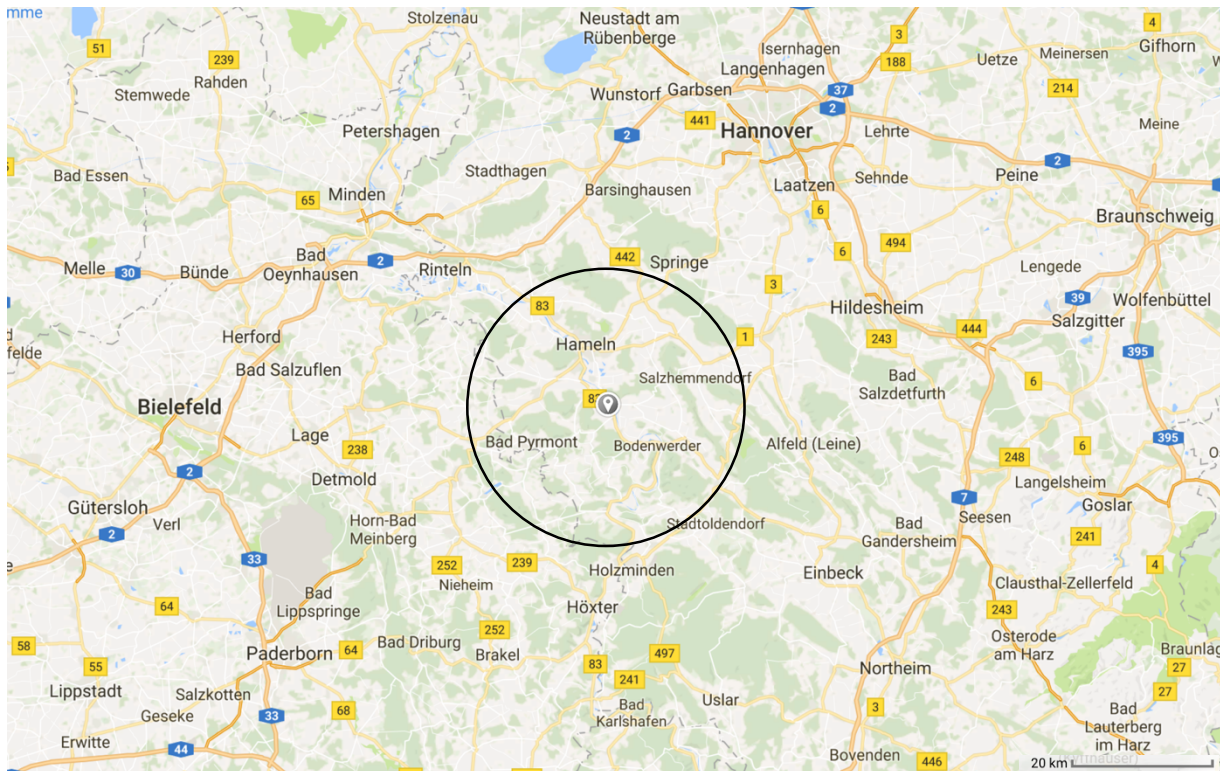 mme
Stolzenau
Neustadt am
Rübenberge
4
51
239
Rahden
Stemwede
3
188
Isernhagen
Langenhagen
Uetze
Meinersen
Gifhorn
Wunstorf
Garbsen
37
2
214
Petershagen
441
2
Hannover
Lehrte
Meine
Bad Essen
Stadthagen
2
Peine
65
Minden
Barsinghausen
Laatzen
Sehnde
6
Braunschweig
Bad
Oeynhausen
494
6
442
Springe
Melle
30
Bünde
2
Rinteln
Lengede
3
83
Hildesheim
39
Wolfenbüttel
Salzgitter
Herford
Hameln
1
243
444
395
felde
Bad Salzuflen
Salzhemmendorf
Bad
Salzdetfurth
6
Bielefeld
83
Lage
238
Bad Pyrmont
Bodenwerder
Alfeld (Leine)
6
395
248
2
Detmold
Langelsheim
Gütersloh
7
Goslar
Verl
2
Horn-Bad
Meinberg
Stadtoldendorf
Bad
Gandersheim
Seesen
241
33
252
239
4
Nieheim
Holzminden
Einbeck
Clausthal-Zellerfeld
Bad
Lippspringe
64
Höxter
243
252
58
Bad Driburg
Brakel
Osterode
am Harz
Paderborn
64
497
Braunlag
55
83
241
Northeim
27
Lippstadt
Salzkotten
Uslar
27
Geseke
33
68
Bad
Karlshafen
3
Bad
Lauterberg
im Harz
Erwitte
44
Bovenden
446
20 km